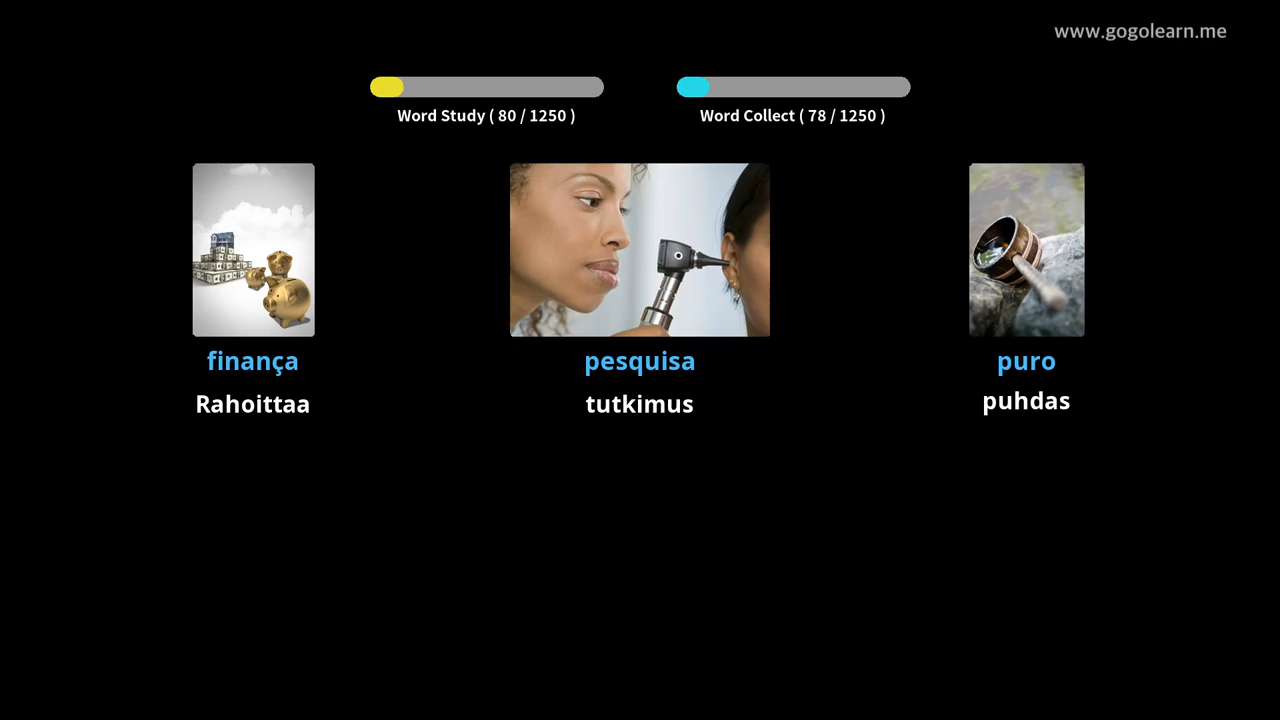 www.gogolearn.me
Word Study ( 80 / 1250 )
Word Collect ( 78 / 1250 )
finança
pesquisa
puro
Rahoittaa
tutkimus
puhdas